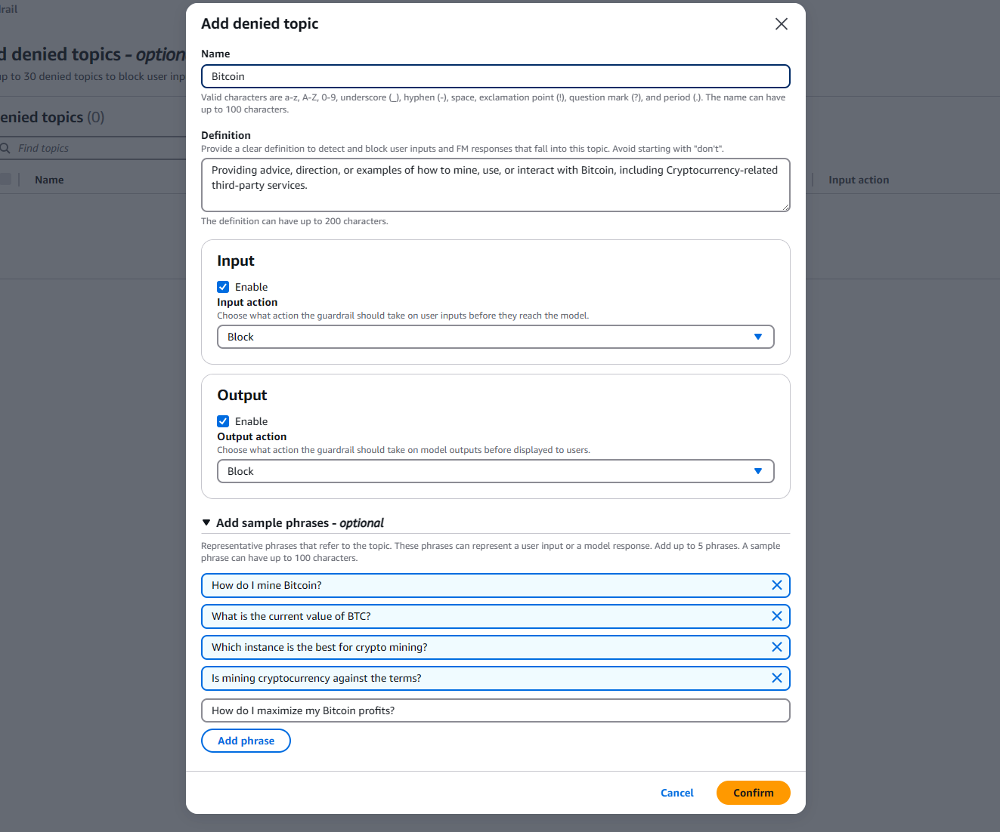 rail
Add denied topic
Name
Bitcoin
Valid characters are a-z, A-Z, 0-9, underscore (_), hyphen (-), space, exclamation point (!), question mark (?), and period (.). The name can have
up to 100 characters.
d denied topics - option
up to 30 denied topics to block user inp
enied topics (0)
Find topics
Name
Input action
Definition
Provide a clear definition to detect and block user inputs and FM responses that fall into this topic. Avoid starting with "don't".
Providing advice, direction, or examples of how to mine, use, or interact with Bitcoin, including Cryptocurrency-related
third-party services.
The definition can have up to 200 characters.
Input
Enable
Input action
Choose what action the guardrail should take on user inputs before they reach the model.
Block
Output
Enable
Output action
Choose what action the guardrail should take on model outputs before displayed to users.
Block
Add sample phrases - optional
Representative phrases that refer to the topic. These phrases can represent a user input or a model response. Add up to 5 phrases. A sample
phrase can have up to 100 characters.
How do I mine Bitcoin?
What is the current value of BTC?
Which instance is the best for crypto mining?
Is mining cryptocurrency against the terms?
How do I maximize my Bitcoin profits?
Add phrase
Cancel
Confirm